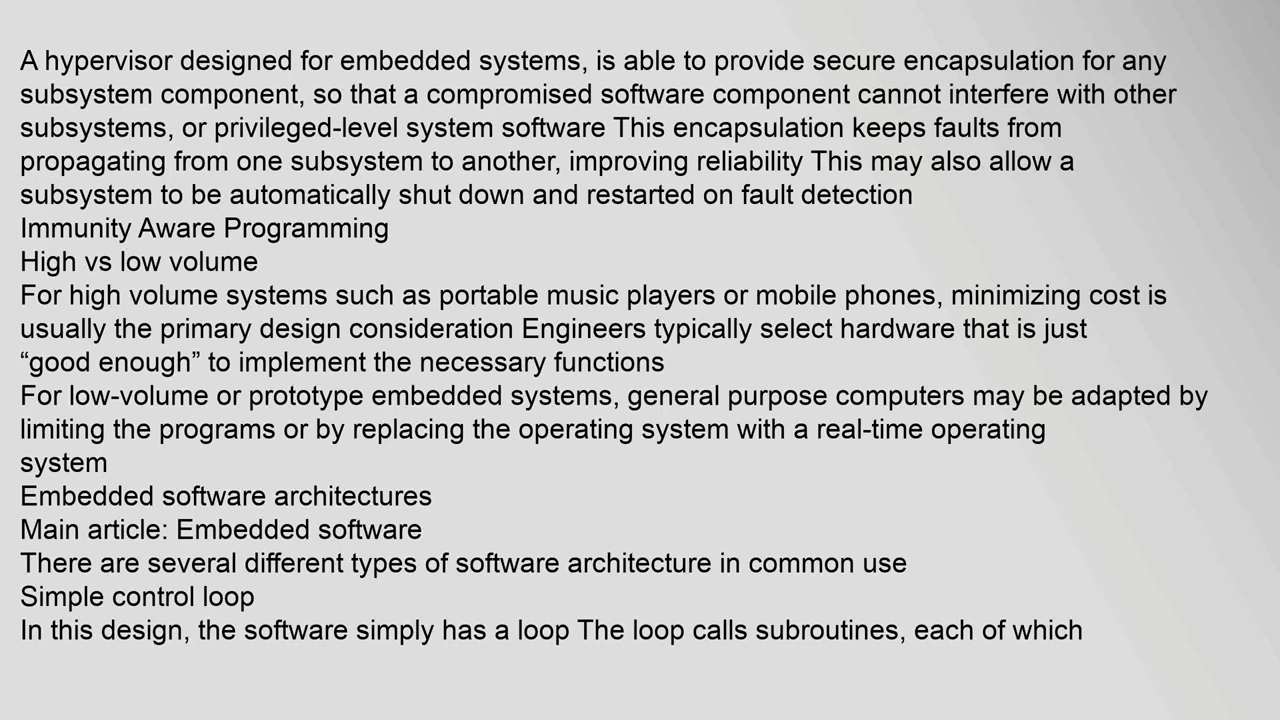 A hypervisor designed for embedded systems, is able to provide secure encapsulation for any
subsystem component, so that a compromised software component cannot interfere with other
subsystems, or privileged-level system software This encapsulation keeps faults from
propagating from one subsystem to another, improving reliability This may also allow a
subsystem to be automatically shut down and restarted on fault detection
Immunity Aware Programming
High vs low volume
For high volume systems such as portable music players or mobile phones, minimizing cost is
usually the primary design consideration Engineers typically select hardware that is just
“good enough” to implement the necessary functions
For low-volume or prototype embedded systems, general purpose computers may be adapted by
limiting the programs or by replacing the operating system with a real-time operating
system
Embedded software architectures
Main article: Embedded software
There are several different types of software architecture in common use
Simple control loop
In this design, the software simply has a loop The loop calls subroutines, each of which